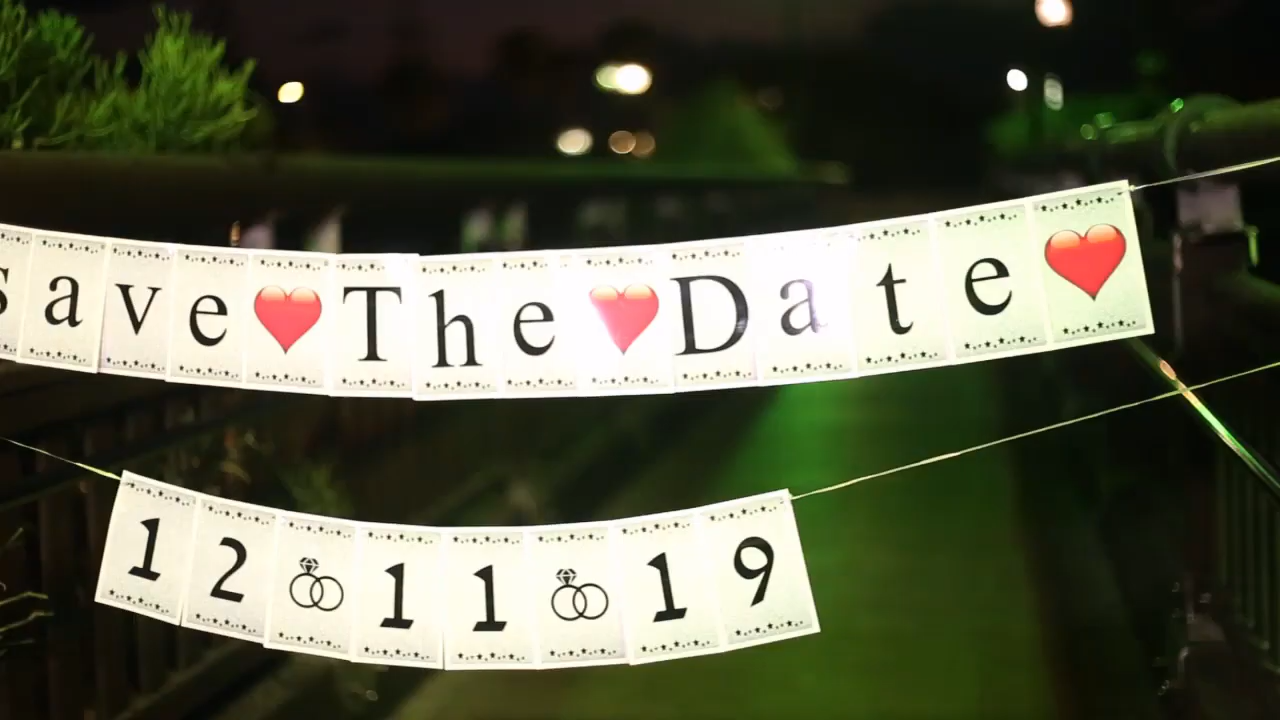 save ❤ The ❤ Date ❤
12 💍 11 💍 19